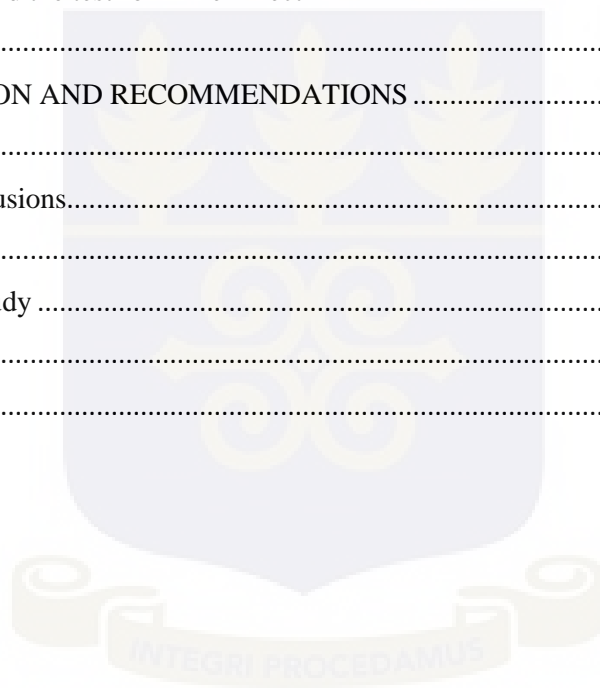 ...............................................................................................
ON AND RECOMMENDATIONS ...............................
...............................................................................................
usions.....................................................................................
...............................................................................................
dy ..........................................................................................
...............................................................................................
...............................................................................................
INTEGRI PROCEDAMUS